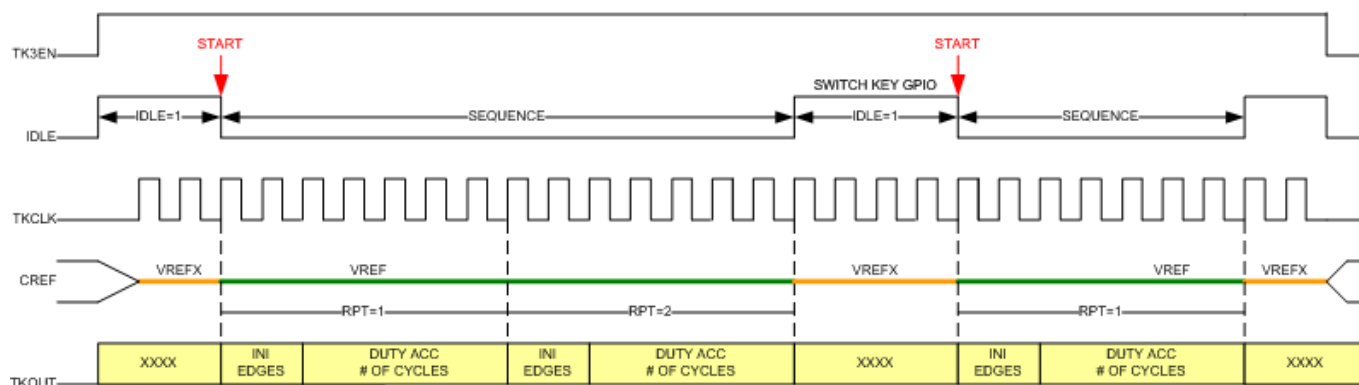 TK3EN
START
START
SWITCH KEY GPIO
IDLE
IDLE=1
SEQUENCE
IDLE=1
SEQUENCE
TKCLK
CREF
VREFX
VREF
VREFX
VREF
VREFX
RPT=1
RPT=2
RPT=1
TKOUT
XXXX
INI
EDGES
DUTY ACC
# OF CYCLES
INI
EDGES
DUTY ACC
# OF CYCLES
XXXX
INI
EDGES
DUTY ACC
# OF CYCLES
XXXX